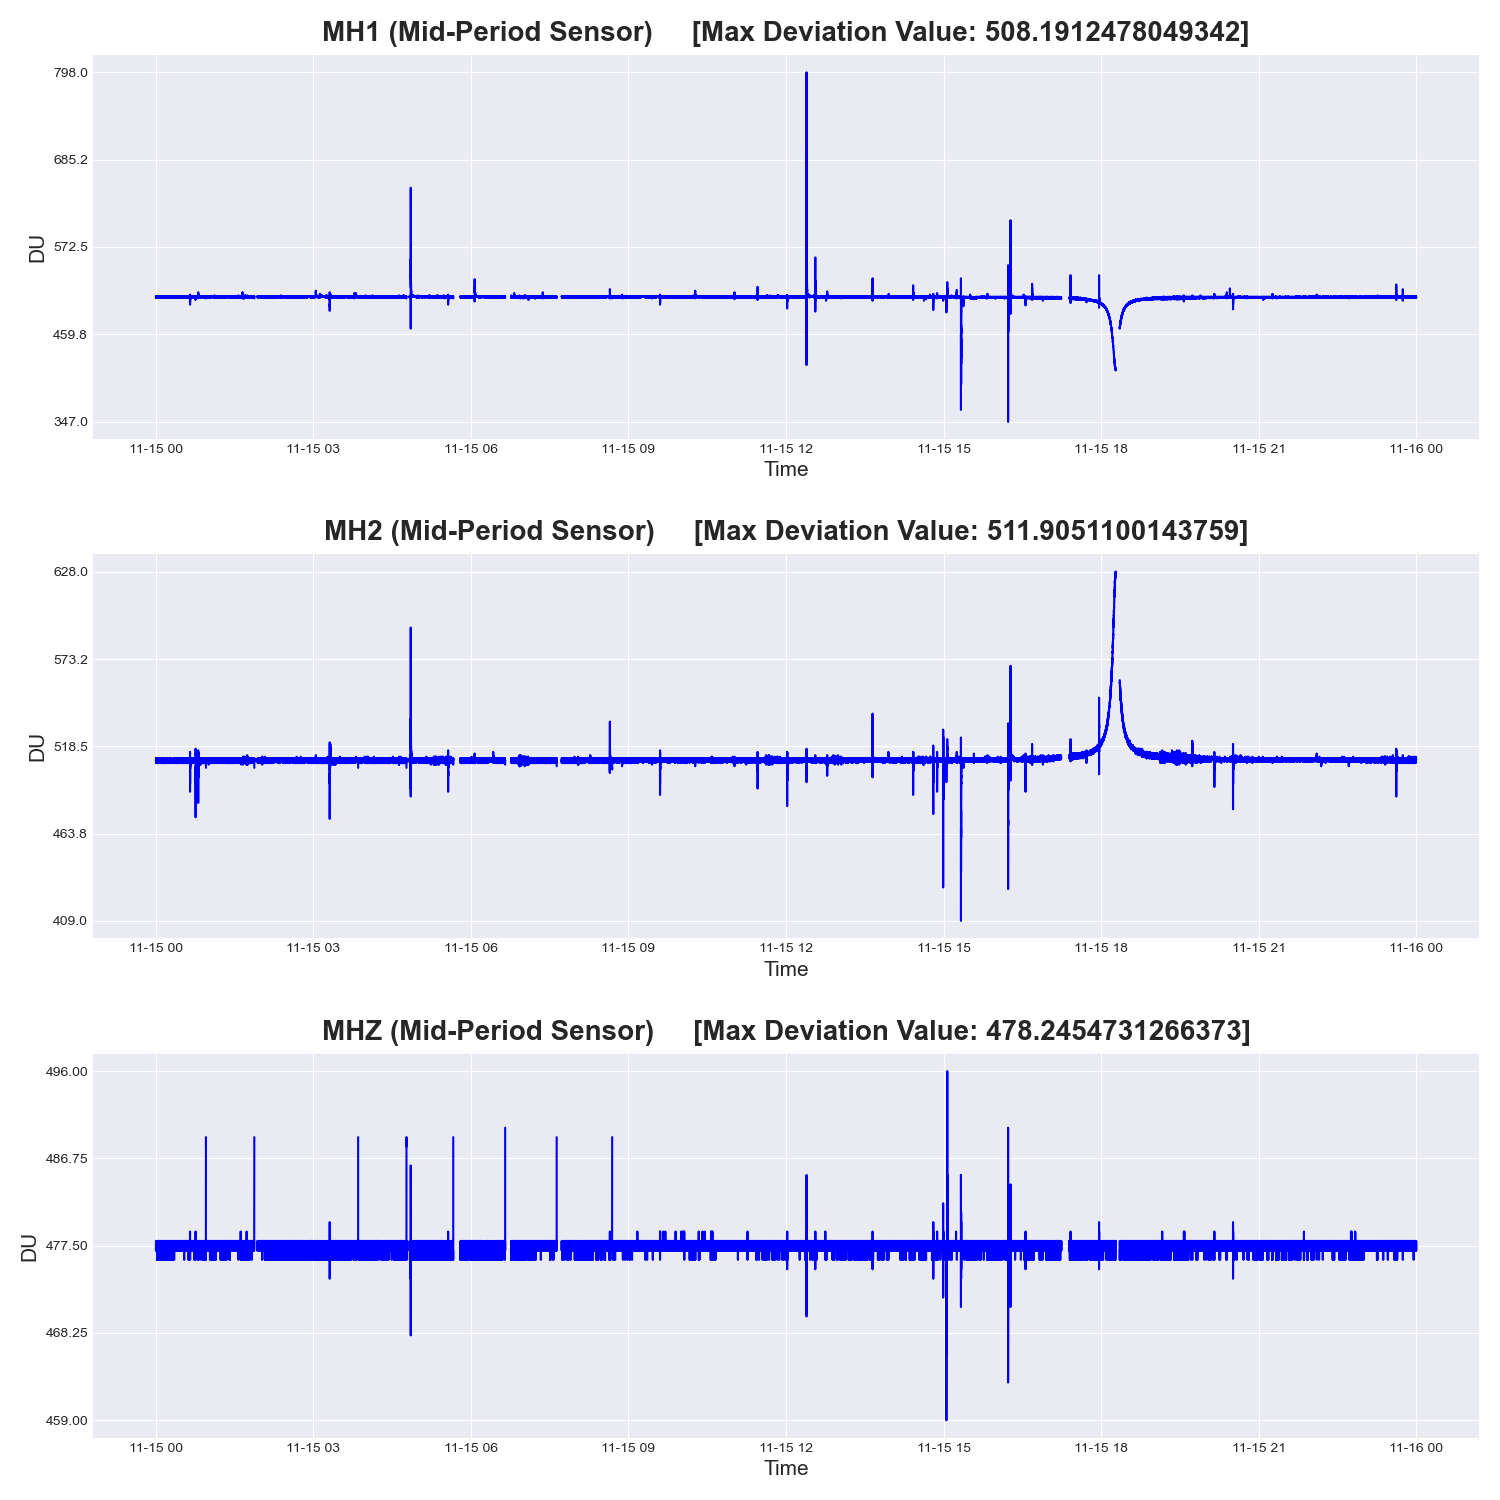 MH1 (Mid-Period Sensor) [Max Deviation Value: 508.1912478049342]
798.0
685.2
572.5
459.8
347.0
DU
11-15 00 11-15 03 11-15 06 11-15 09 11-15 12 11-15 15 11-15 18 11-15 21 11-16 00
Time
MH2 (Mid-Period Sensor) [Max Deviation Value: 511.9051100143759]
628.0
573.2
518.5
463.8
409.0
DU
11-15 00 11-15 03 11-15 06 11-15 09 11-15 12 11-15 15 11-15 18 11-15 21 11-16 00
Time
MHZ (Mid-Period Sensor) [Max Deviation Value: 478.2454731266373]
496.00
486.75
477.50
468.25
459.00
DU
11-15 00 11-15 03 11-15 06 11-15 09 11-15 12 11-15 15 11-15 18 11-15 21 11-16 00
Time